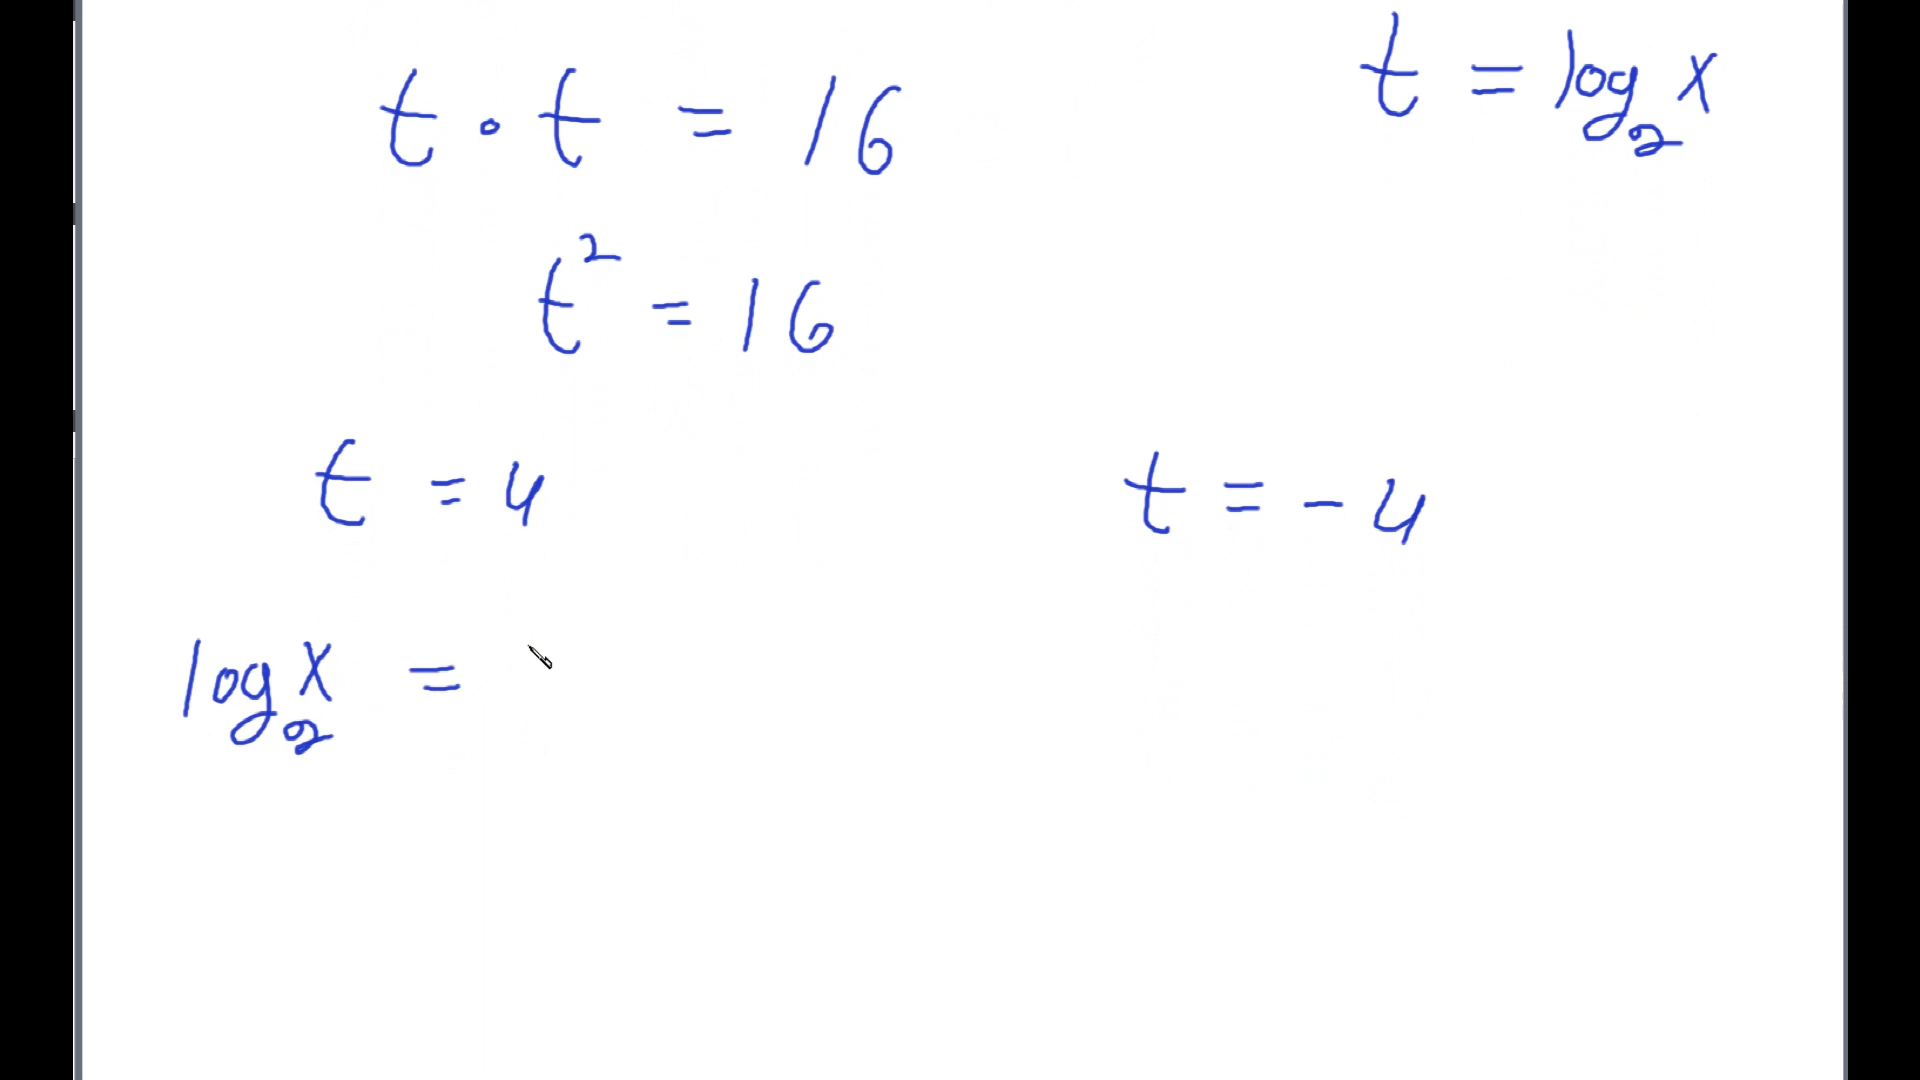 t · t = 16
t = log₂ x
t² = 16
t = 4
t = - 4
log₂ x =